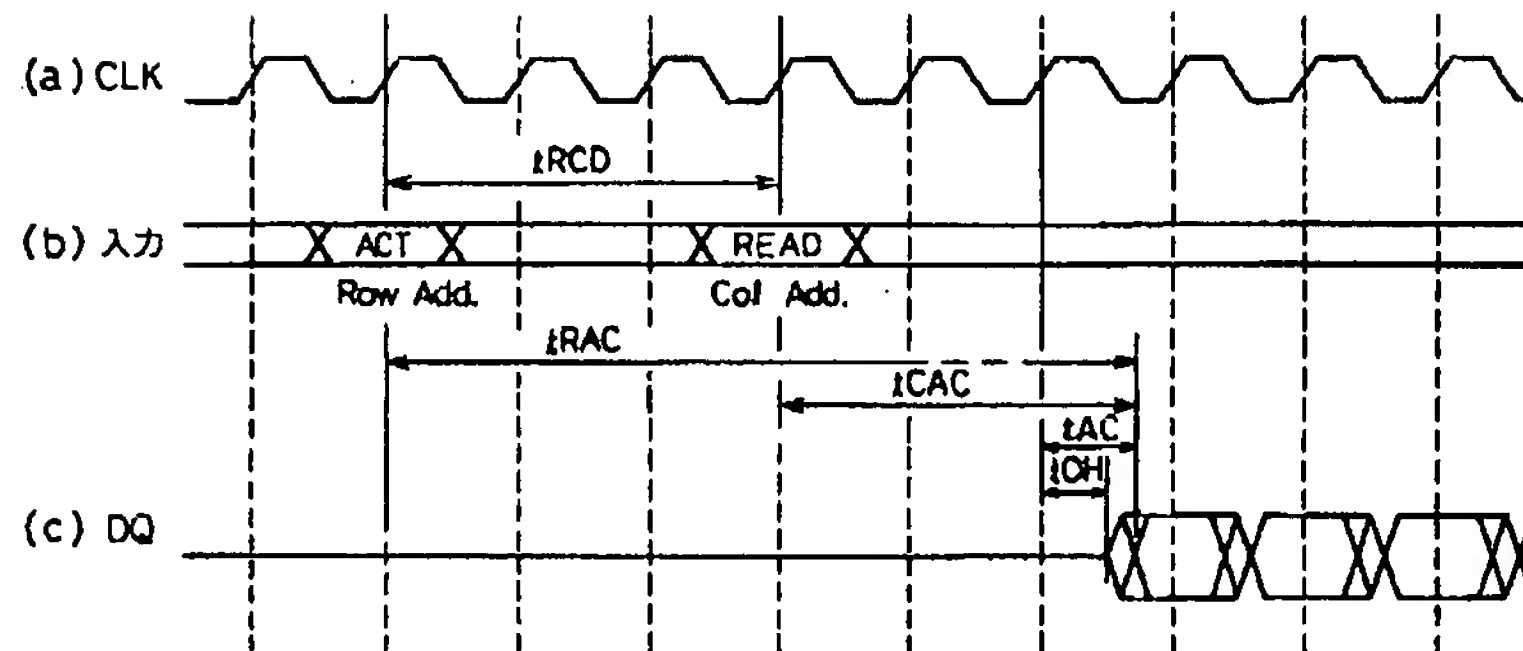 (a) CLK
tRCD
(b) 入力
ACT
READ
Row Add.
Col Add.
tRAC
tCAC
tAC
tOH
(c) DQ